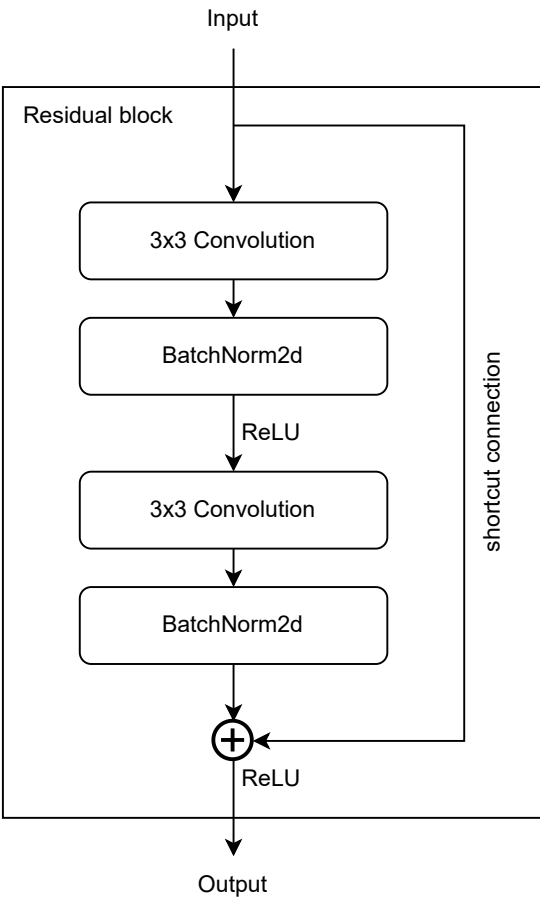 Input
Residual block
3x3 Convolution
BatchNorm2d
ReLU
3x3 Convolution
shortcut connection
BatchNorm2d
ReLU
Output